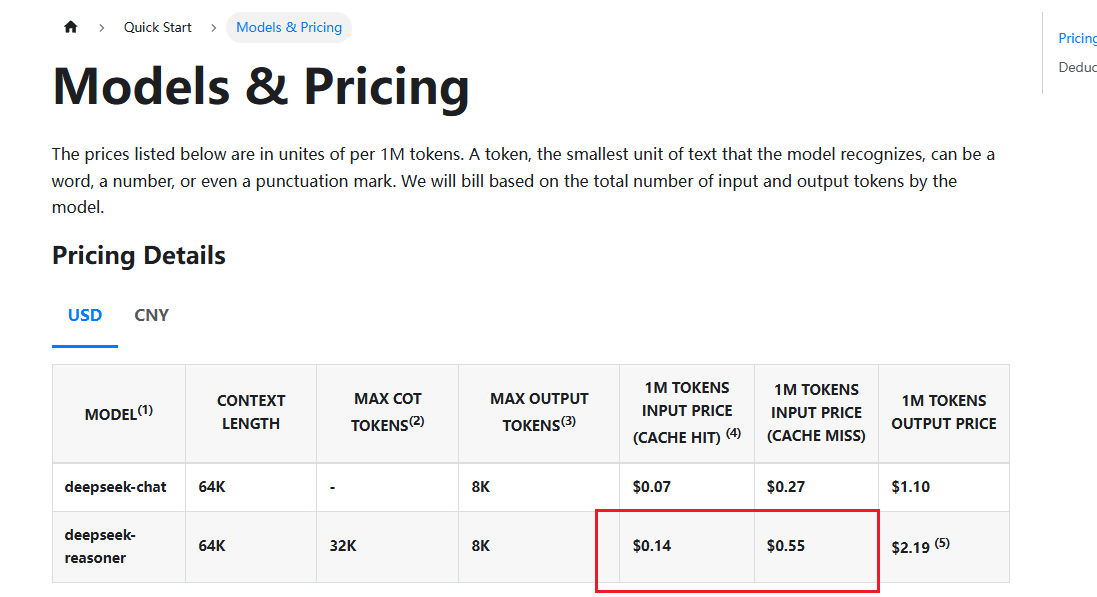 Quick Start > Models & Pricing
Pricing
Deduc
Models & Pricing
The prices listed below are in unites of per 1M tokens. A token, the smallest unit of text that the model recognizes, can be a
word, a number, or even a punctuation mark. We will bill based on the total number of input and output tokens by the
model.
Pricing Details
USD CNY
MODEL(1) CONTEXT LENGTH MAX COT TOKENS(2) MAX OUTPUT TOKENS(3) 1M TOKENS INPUT PRICE (CACHE HIT) (4) 1M TOKENS INPUT PRICE (CACHE MISS) 1M TOKENS OUTPUT PRICE
deepseek-chat 64K - 8K $0.07 $0.27 $1.10
deepseek-reasoner 64K 32K 8K $0.14 $0.55 $2.19 (5)